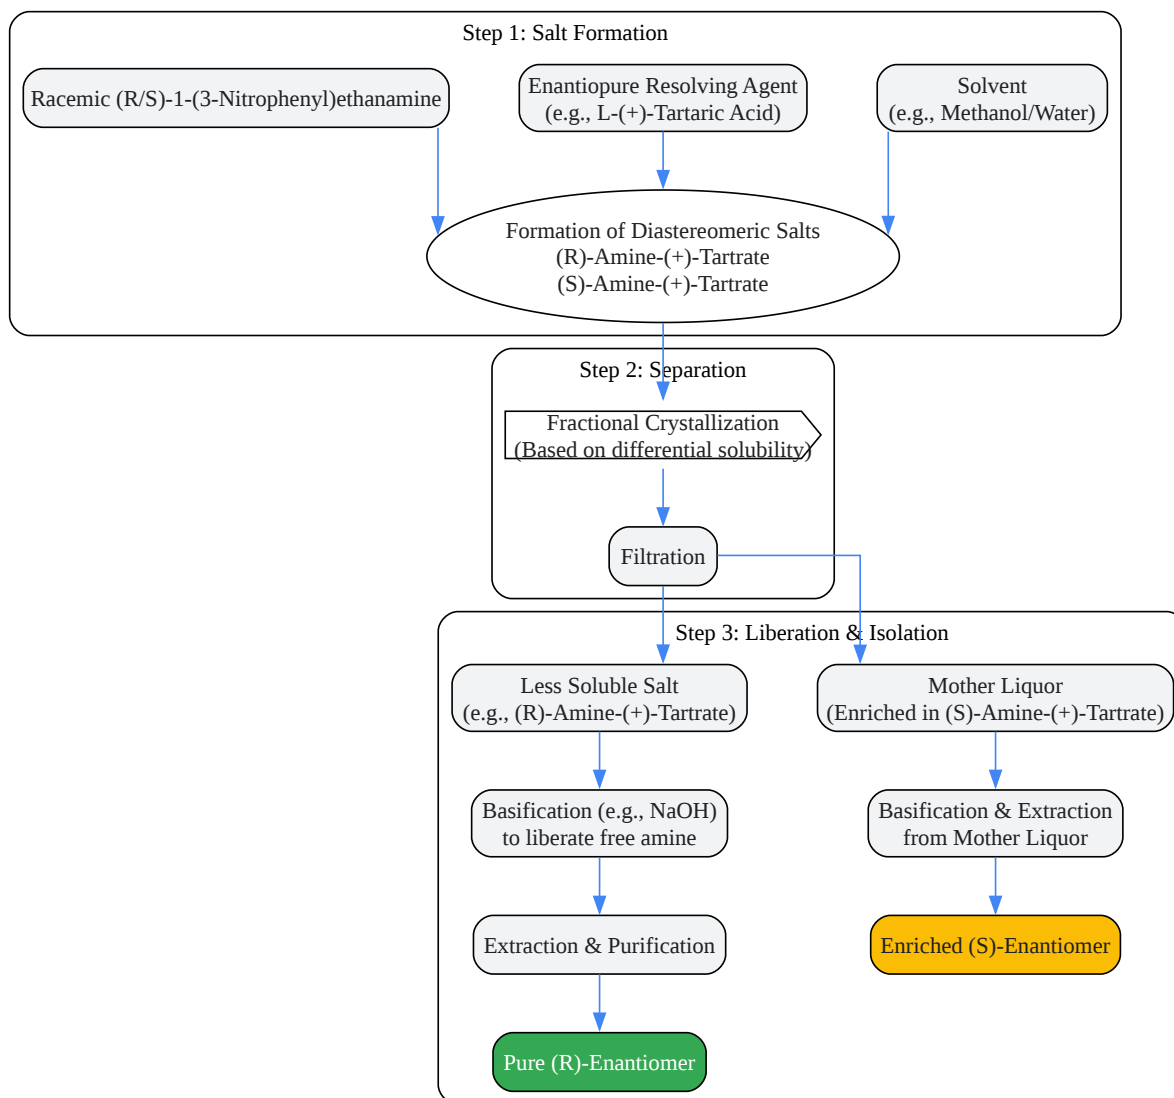 Step 1: Salt Formation
Racemic (R/S)-1-(3-Nitrophenyl)ethanamine
Enantiopure Resolving Agent
(e.g., L-(+)-Tartaric Acid)
Solvent
(e.g., Methanol/Water)
Formation of Diastereomeric Salts
(R)-Amine-(+)-Tartrate
(S)-Amine-(+)-Tartrate
Step 2: Separation
Fractional Crystallization
(Based on differential solubility)
Filtration
Step 3: Liberation & Isolation
Less Soluble Salt
(e.g., (R)-Amine-(+)-Tartrate)
Mother Liquor
(Enriched in (S)-Amine-(+)-Tartrate)
Basification (e.g., NaOH)
to liberate free amine
Basification & Extraction
from Mother Liquor
Extraction & Purification
Enriched (S)-Enantiomer
Pure (R)-Enantiomer